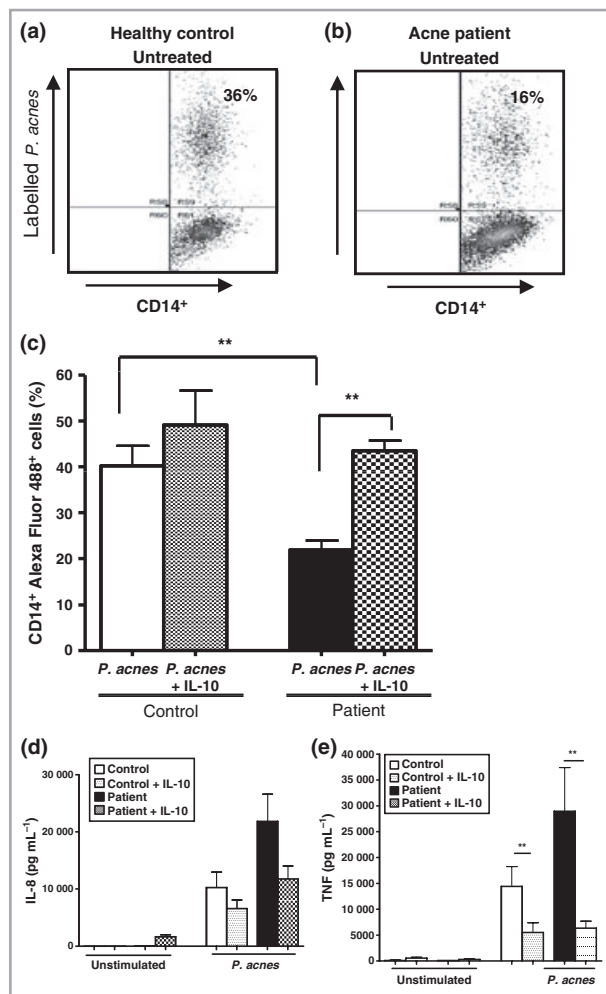 (a)
Healthy control
Untreated
Labelled P. acnes
36%
CD14+
(b)
Acne patient
Untreated
16%
CD14+
(c)
CD14+ Alexa Fluor 488+ cells (%)
60
50
40
30
20
10
0
**
**
P. acnes
P. acnes
+ IL-10
P. acnes
P. acnes
+ IL-10
Control
Patient
(d)
Control
Control + IL-10
Patient
Patient + IL-10
IL-8 (pg mL−1)
30 000
20 000
10 000
0
Unstimulated
P. acnes
(e)
Control
Control + IL-10
Patient
Patient + IL-10
TNF (pg mL−1)
40 000
35 000
30 000
25 000
20 000
15 000
10 000
5000
0
**
**
Unstimulated
P. acnes